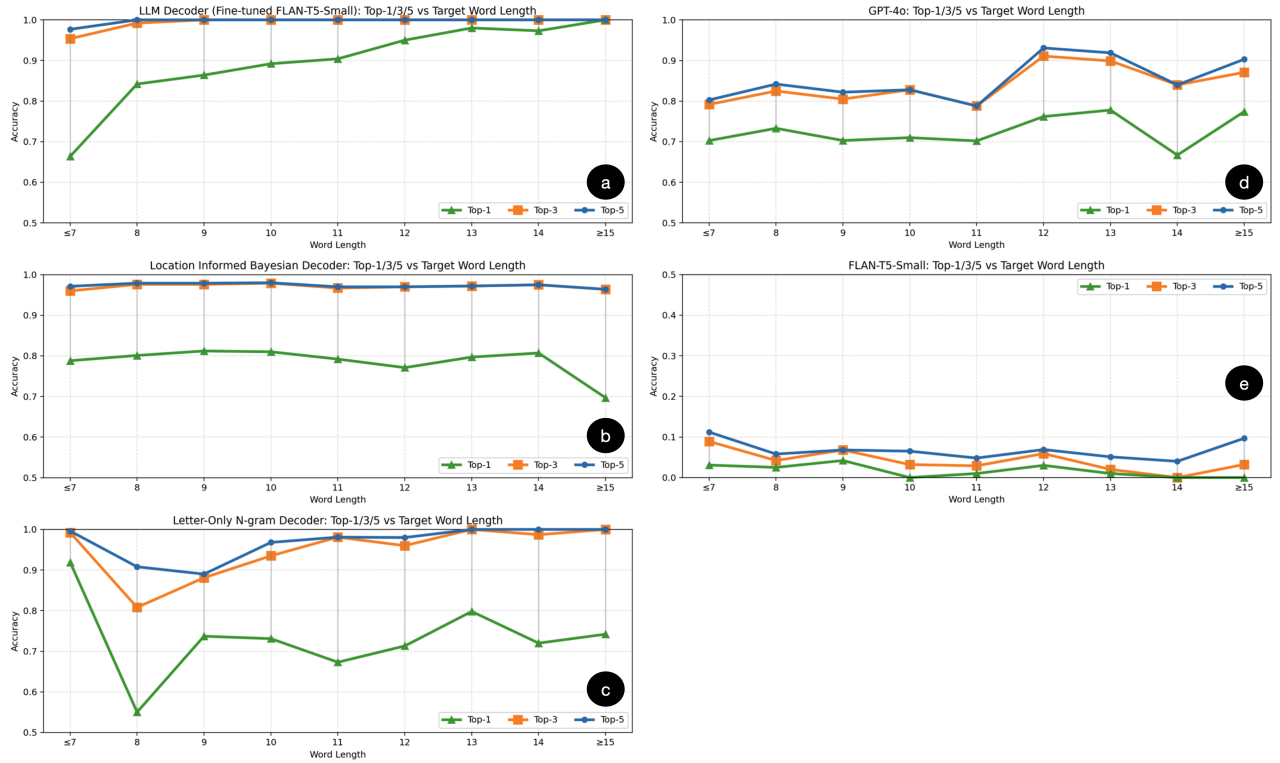 LLM Decoder (Fine-tuned FLAN-T5-Small): Top-1/3/5 vs Target Word Length
1.0
0.9
0.8
0.7
0.6
0.5
Accuracy
≤7 8 9 10 11 12 13 14 ≥15
Word Length
Top-1 Top-3 Top-5
a
Location Informed Bayesian Decoder: Top-1/3/5 vs Target Word Length
1.0
0.9
0.8
0.7
0.6
0.5
Accuracy
≤7 8 9 10 11 12 13 14 ≥15
Word Length
Top-1 Top-3 Top-5
b
Letter-Only N-gram Decoder: Top-1/3/5 vs Target Word Length
1.0
0.9
0.8
0.7
0.6
0.5
Accuracy
≤7 8 9 10 11 12 13 14 ≥15
Word Length
Top-1 Top-3 Top-5
c
GPT-4o: Top-1/3/5 vs Target Word Length
1.0
0.9
0.8
0.7
0.6
0.5
Accuracy
≤7 8 9 10 11 12 13 14 ≥15
Word Length
Top-1 Top-3 Top-5
d
FLAN-T5-Small: Top-1/3/5 vs Target Word Length
0.5
0.4
0.3
0.2
0.1
0.0
Accuracy
≤7 8 9 10 11 12 13 14 ≥15
Word Length
Top-1 Top-3 Top-5
e